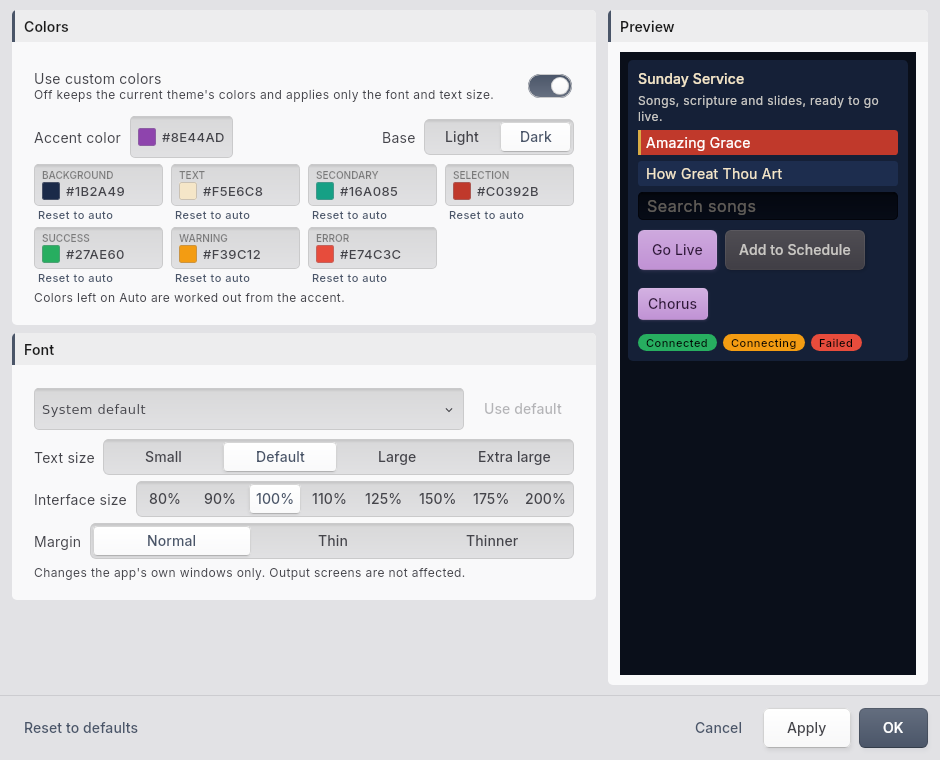 Colors
Use custom colors
Off keeps the current theme's colors and applies only the font and text size.
Accent color #8E44AD Base Light Dark
BACKGROUND TEXT SECONDARY SELECTION
#1B2A49 #F5E6C8 #16A085 #C0392B
Reset to auto Reset to auto Reset to auto Reset to auto
SUCCESS WARNING ERROR
#27AE60 #F39C12 #E74C3C
Reset to auto Reset to auto Reset to auto
Colors left on Auto are worked out from the accent.
Font
System default Use default
Text size Small Default Large Extra large
Interface size 80% 90% 100% 110% 125% 150% 175% 200%
Margin Normal Thin Thinner
Changes the app's own windows only. Output screens are not affected.
Preview
Sunday Service
Songs, scripture and slides, ready to go
live.
Amazing Grace
How Great Thou Art
Search songs
Go Live Add to Schedule
Chorus
Connected Connecting Failed
Reset to defaults Cancel Apply OK